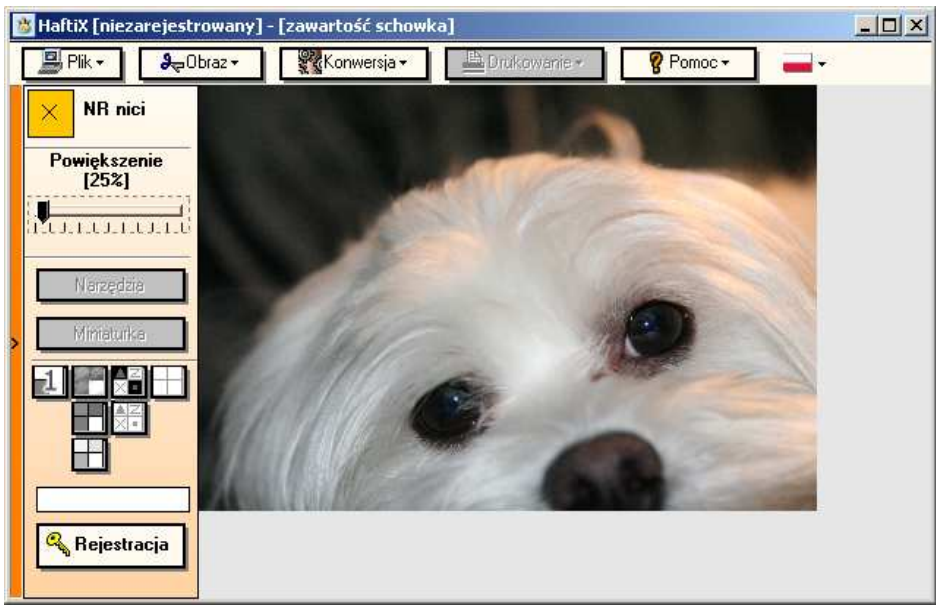 HaftiX [niezarejestrowany] - [zawartość schowka]
Plik Obraz Konwersja Drukowanie Pomoc
NR nici
Powiększenie
[25%]
Narzędzia
Miniaturka
1
Rejestracja